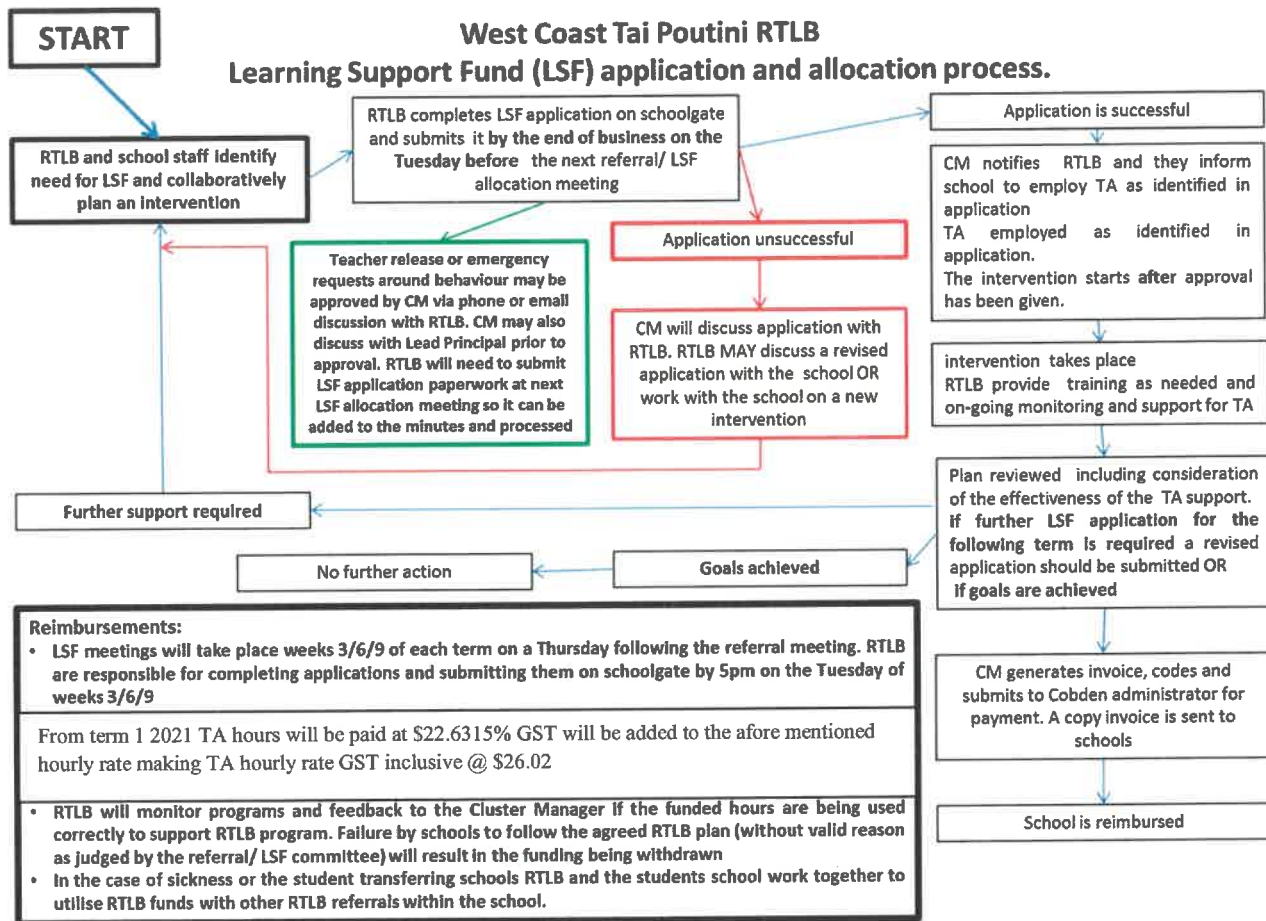 START
West Coast Tai Poutini RTLB
Learning Support Fund (LSF) application and allocation process.
RTLB and school staff identify
need for LSF and collaboratively
plan an intervention
RTLB completes LSF application on schoolgate
and submits it by the end of business on the
Tuesday before the next referral/ LSF
allocation meeting
Application is successful
CM notifies RTLB and they inform
school to employ TA as identified in
application
TA employed as identified in
application.
The intervention starts after approval
has been given.
Teacher release or emergency
requests around behaviour may be
approved by CM via phone or email
discussion with RTLB. CM may also
discuss with Lead Principal prior to
approval. RTLB will need to submit
LSF application paperwork at next
LSF allocation meeting so it can be
added to the minutes and processed
Application unsuccessful
CM will discuss application with
RTLB. RTLB MAY discuss a revised
application with the school OR
work with the school on a new
intervention
intervention takes place
RTLB provide training as needed and
on-going monitoring and support for TA
Plan reviewed including consideration
of the effectiveness of the TA support.
if further LSF application for the
following term is required a revised
application should be submitted OR
if goals are achieved
Further support required
Goals achieved
No further action
CM generates invoice, codes and
submits to Cobden administrator for
payment. A copy invoice is sent to
schools
School is reimbursed
Reimbursements:
• LSF meetings will take place weeks 3/6/9 of each term on a Thursday following the referral meeting. RTLB
are responsible for completing applications and submitting them on schoolgate by 5pm on the Tuesday of
weeks 3/6/9
From term 1 2021 TA hours will be paid at $22.6315% GST will be added to the afore mentioned
hourly rate making TA hourly rate GST inclusive @ $26.02
• RTLB will monitor programs and feedback to the Cluster Manager if the funded hours are being used
correctly to support RTLB program. Failure by schools to follow the agreed RTLB plan (without valid reason
as judged by the referral/ LSF committee) will result in the funding being withdrawn
• In the case of sickness or the student transferring schools RTLB and the students school work together to
utilise RTLB funds with other RTLB referrals within the school.